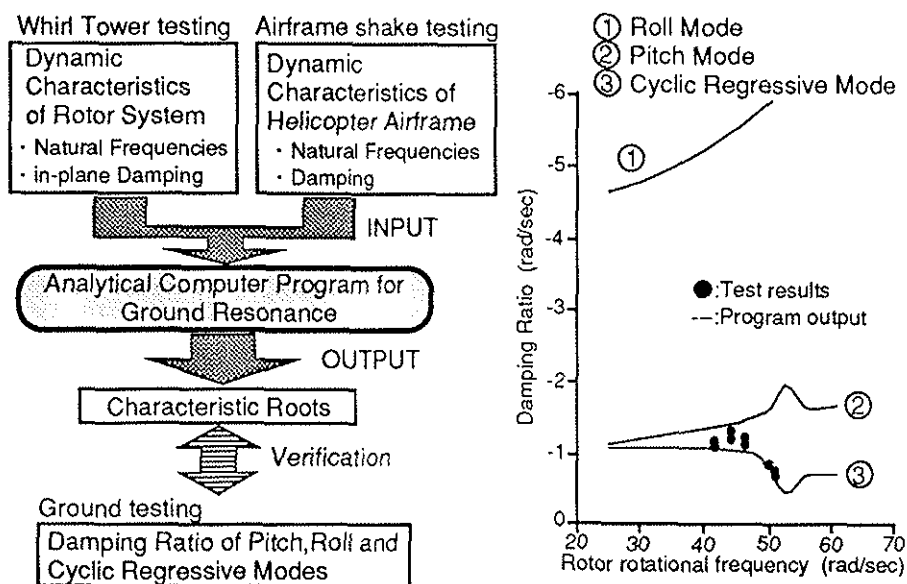 Whirl Tower testing
Dynamic
Characteristics
of Rotor System
· Natural Frequencies
· in-plane Damping
Airframe shake testing
Dynamic
Characteristics of
Helicopter Airframe
· Natural Frequencies
· Damping
INPUT
Analytical Computer Program for
Ground Resonance
OUTPUT
Characteristic Roots
Verification
Ground testing
Damping Ratio of Pitch,Roll and
Cyclic Regressive Modes
① Roll Mode
② Pitch Mode
③ Cyclic Regressive Mode
Damping Ratio (rad/sec)
-6
-5
-4
-3
-2
-1
0
①
●:Test results
---:Program output
②
③
20 30 40 50 60 70
Rotor rotational frequency (rad/sec)